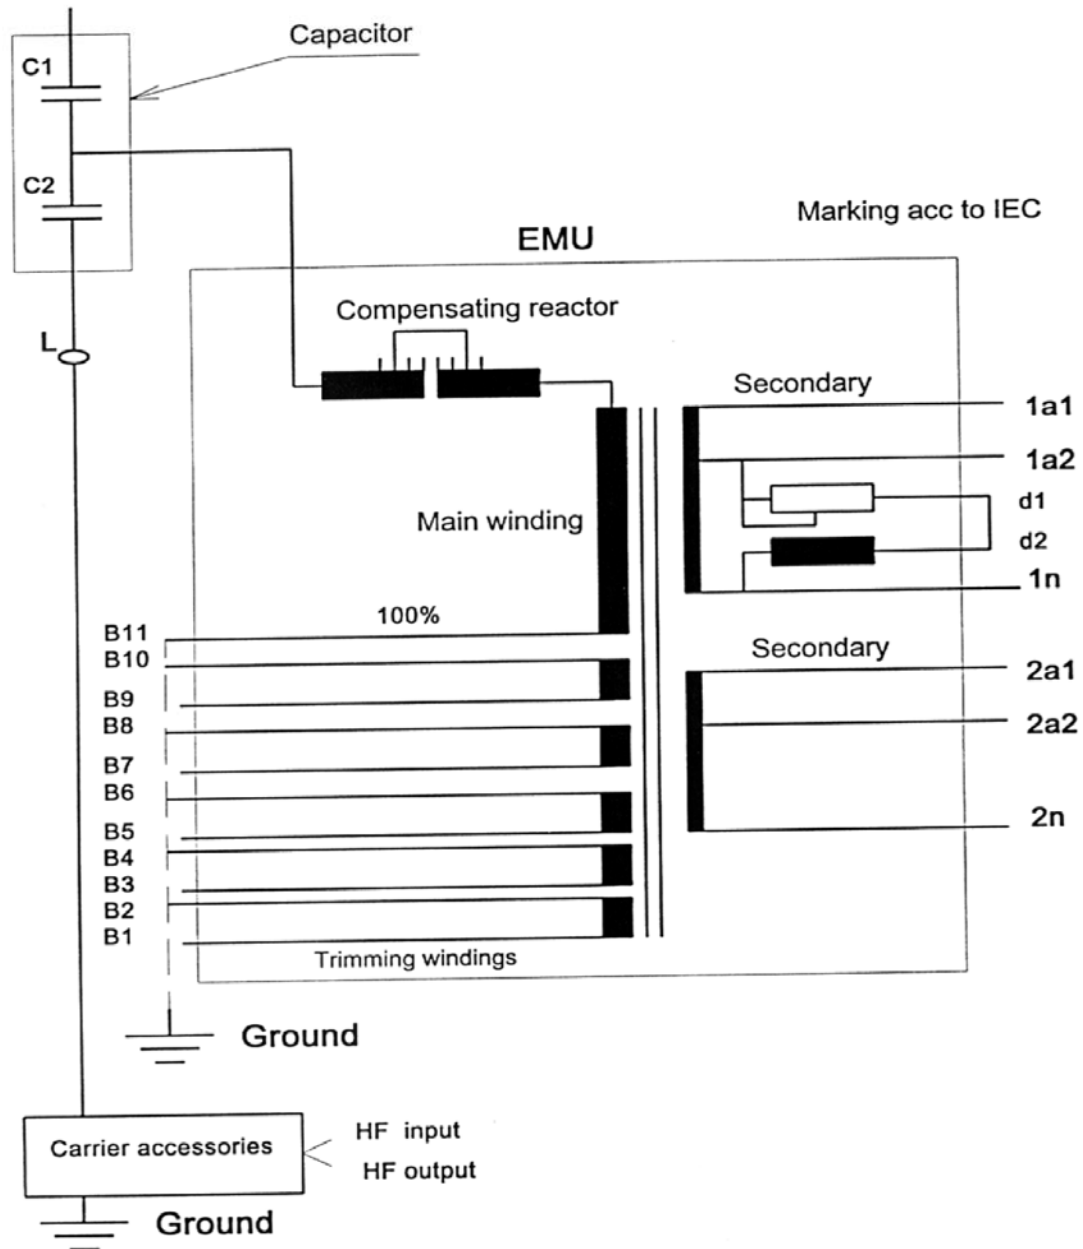 Capacitor
C1
C2
Marking acc to IEC
EMU
Compensating reactor
L
Secondary
1a1
1a2
d1
Main winding
d2
1n
100%
B11
B10
Secondary
2a1
B9
B8
2a2
B7
B6
2n
B5
B4
B3
B2
B1
Trimming windings
Ground
Carrier accessories
HF input
HF output
Ground